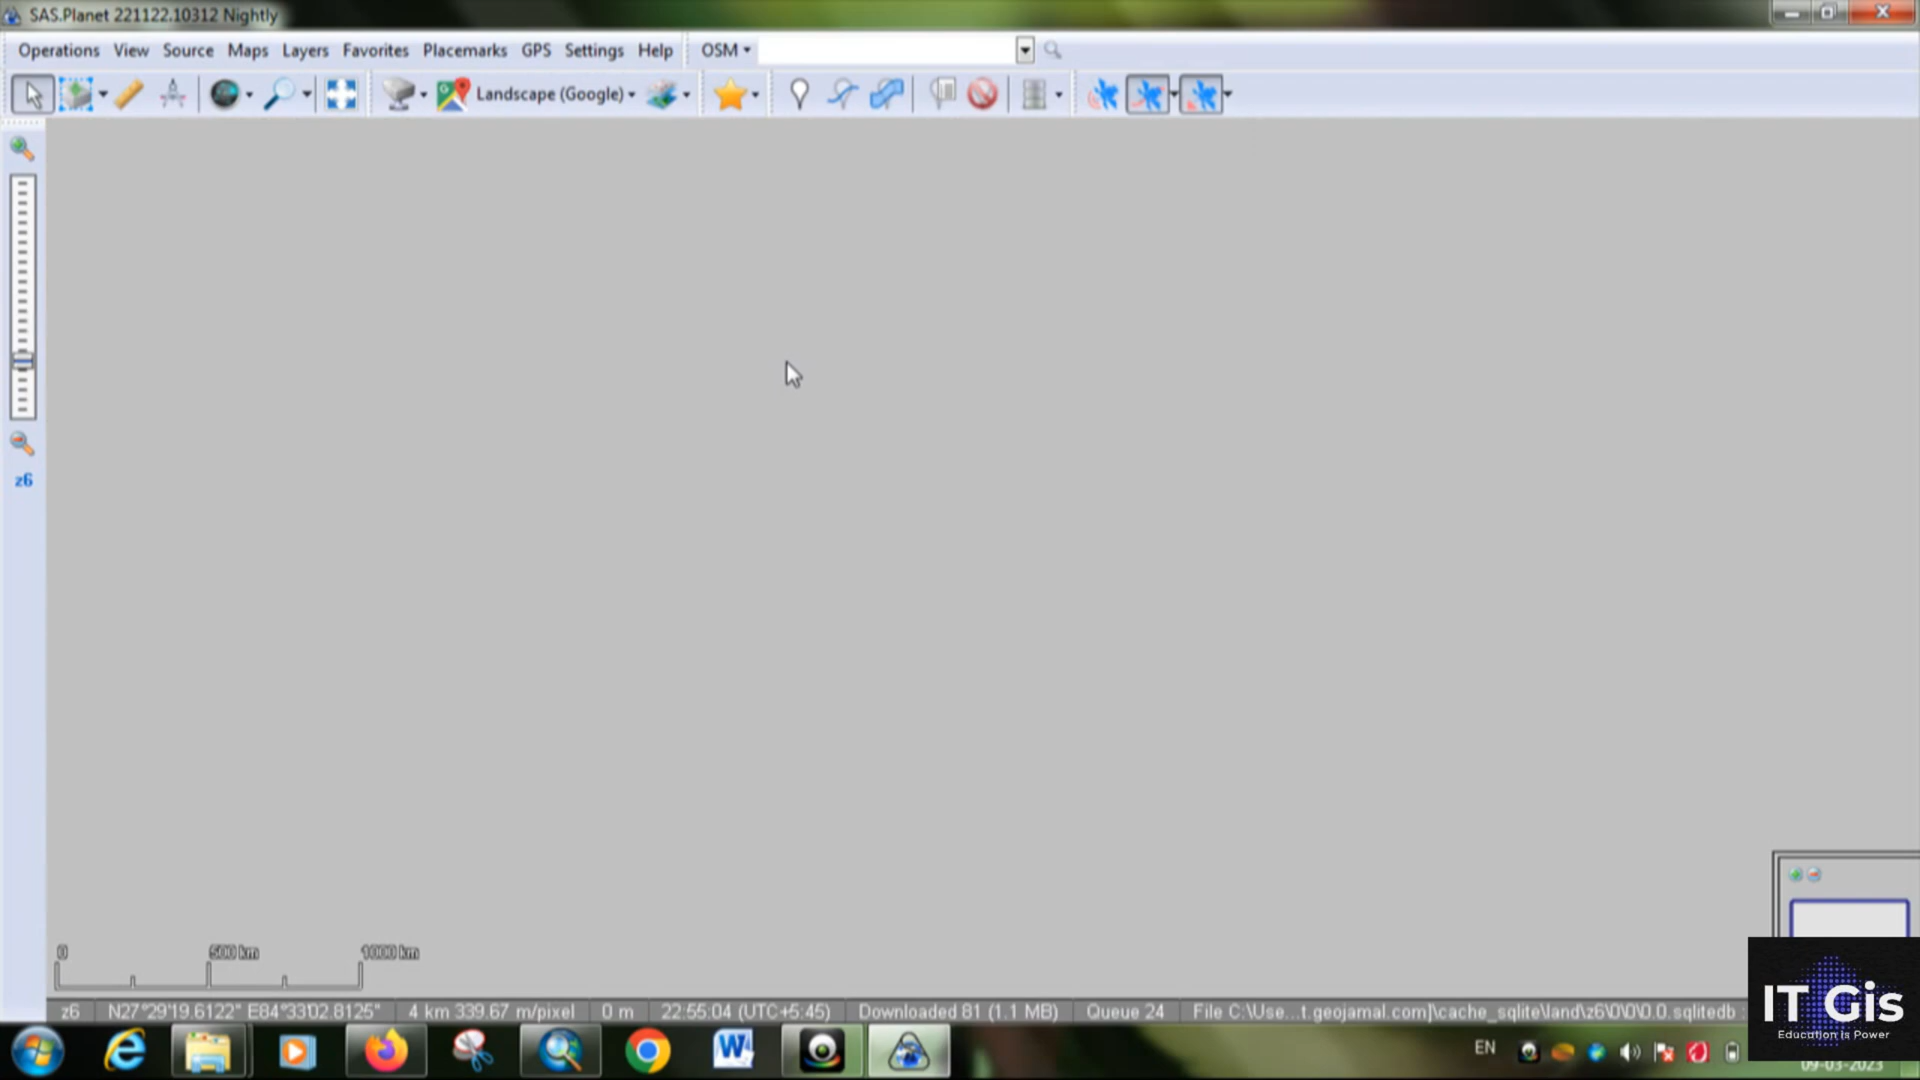 SAS.Planet 221122.10312 Nightly
Operations View Source Maps Layers Favorites Placemarks GPS Settings Help OSM
Landscape (Google)
z6
0 500 km 1000 km
z6 N27°29'19.6122" E84°33'02.8125" 4 km 339.67 m/pixel 0 m 22:55:04 (UTC+5:45) Downloaded 81 (1.1 MB) Queue 24 File C:\Use...t.geojamal.com]\cache_sqlite\land\z6\0\0\0.0.sqlitedb
IT Gis
Education is Power
EN
09-03-2023